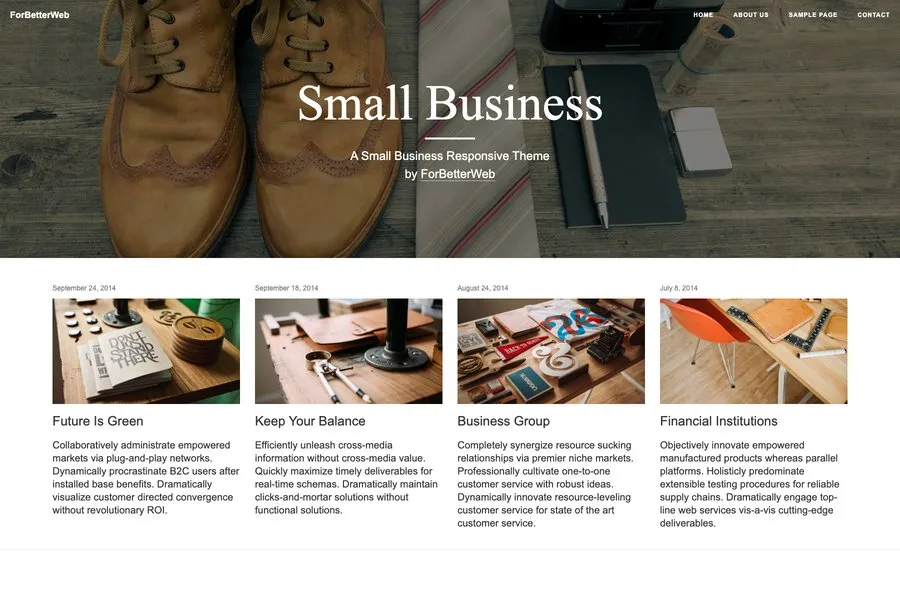 ForBetterWeb
HOME ABOUT US SAMPLE PAGE CONTACT
Small Business
A Small Business Responsive Theme
by ForBetterWeb
September 24, 2014
DON'T
JUST
STAND
THERE
Future Is Green
Collaboratively administrate empowered
markets via plug-and-play networks.
Dynamically procrastinate B2C users after
installed base benefits. Dramatically
visualize customer directed convergence
without revolutionary ROI.
September 18, 2014
Keep Your Balance
Efficiently unleash cross-media
information without cross-media value.
Quickly maximize timely deliverables for
real-time schemas. Dramatically maintain
clicks-and-mortar solutions without
functional solutions.
August 24, 2014
Business Group
Completely synergize resource sucking
relationships via premier niche markets.
Professionally cultivate one-to-one
customer service with robust ideas.
Dynamically innovate resource-leveling
customer service for state of the art
customer service.
July 8, 2014
Financial Institutions
Objectively innovate empowered
manufactured products whereas parallel
platforms. Holisticly predominate
extensible testing procedures for reliable
supply chains. Dramatically engage top-
line web services vis-a-vis cutting-edge
deliverables.